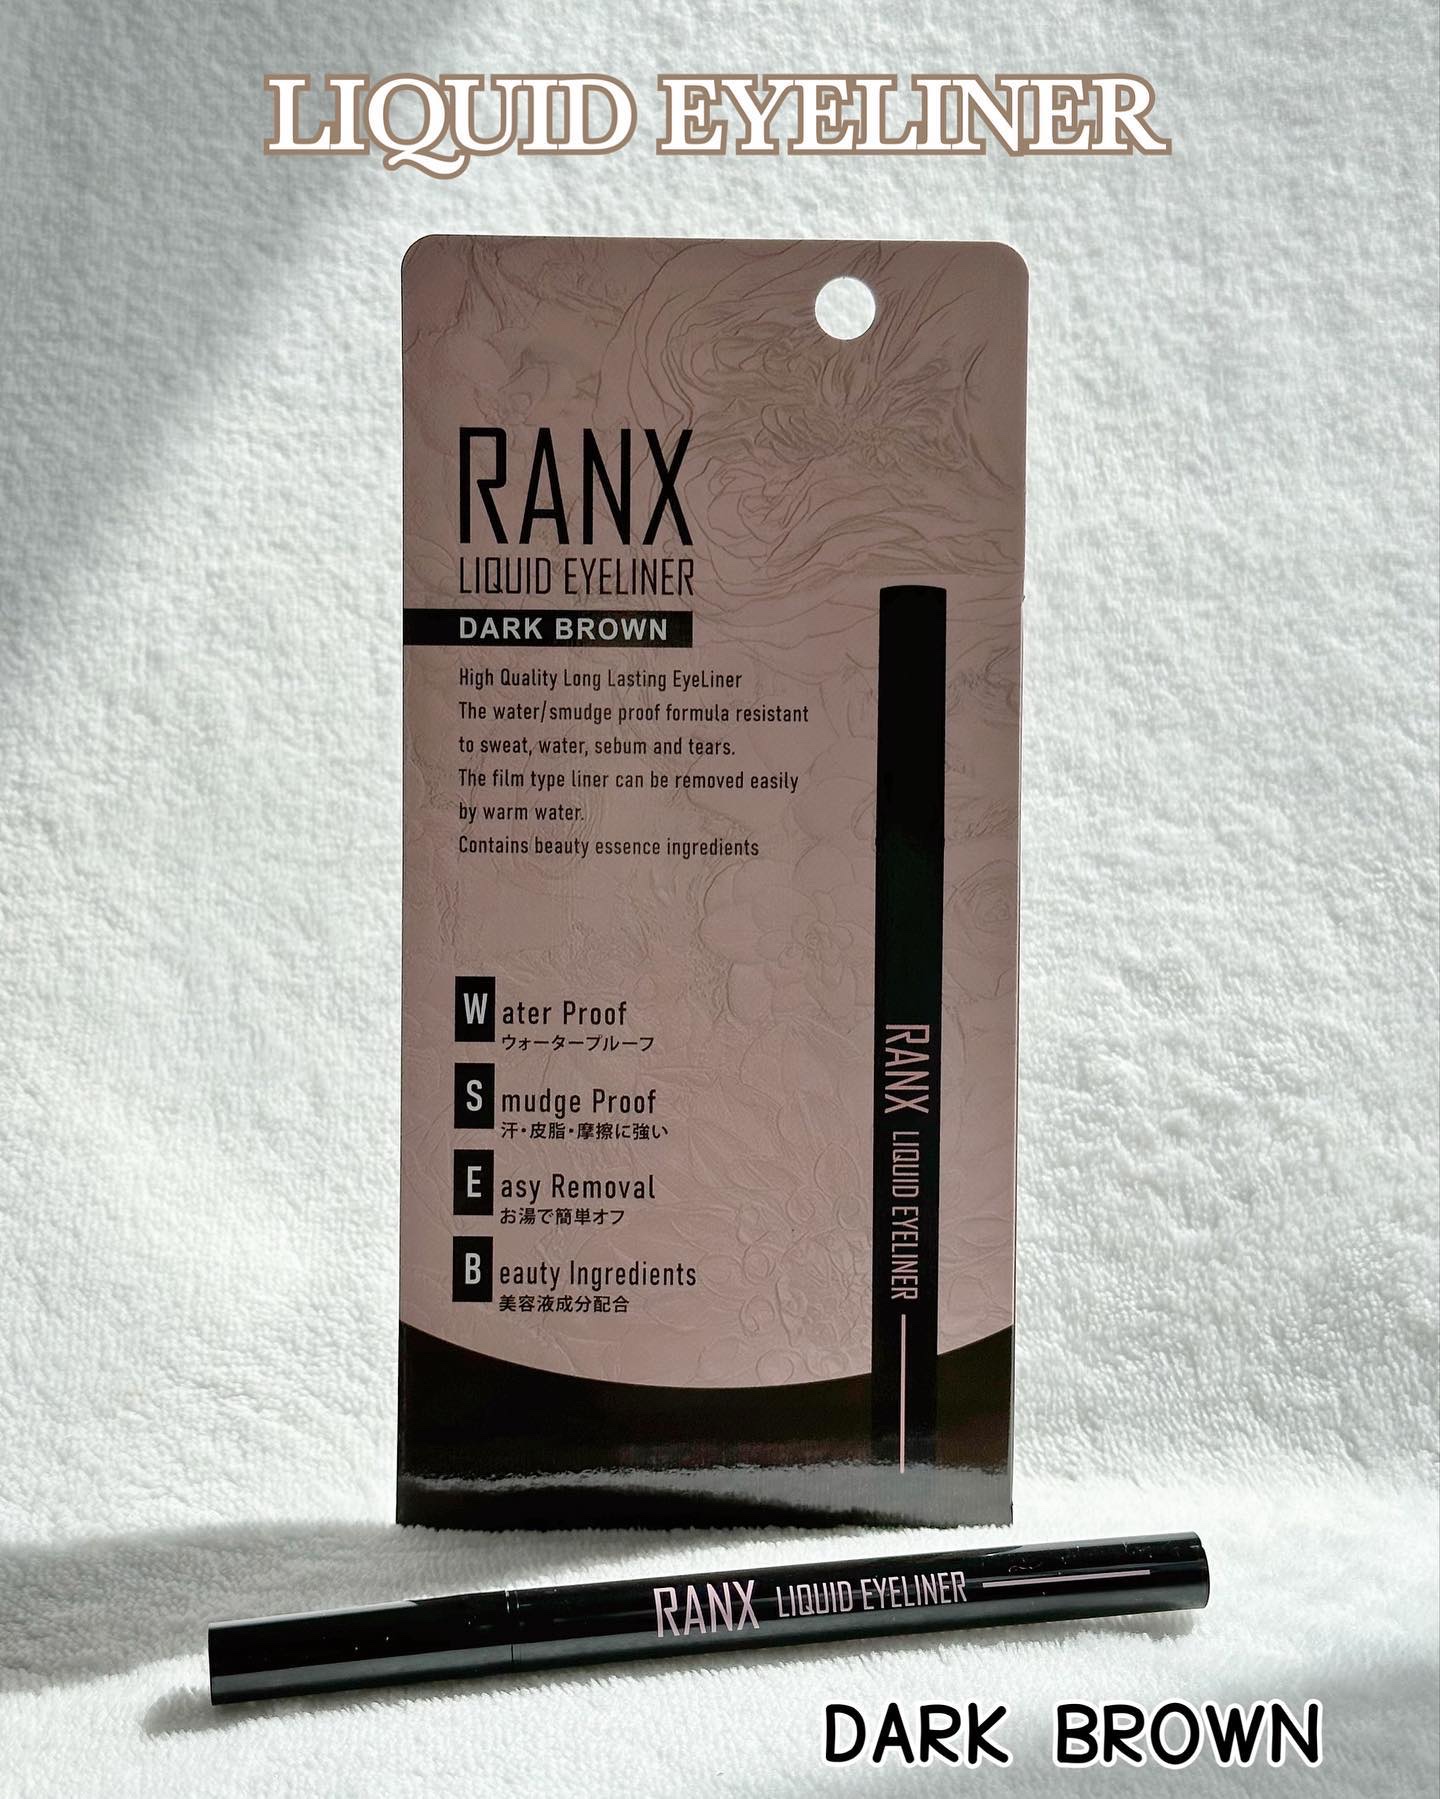 LIQUID EYELINER
RANX
LIQUID EYELINER
DARK BROWN
High Quality Long Lasting EyeLiner
The water/smudge proof formula resistant
to sweat, water, sebum and tears.
The film type liner can be removed easily
by warm water.
Contains beauty essence ingredients
Water Proof
ウォータープルーフ
Smudge Proof
汗・皮脂・摩擦に強い
Easy Removal
お湯で簡単オフ
Beauty Ingredients
美容液成分配合
RANX LIQUID EYELINER
RANX LIQUID EYELINER
DARK BROWN